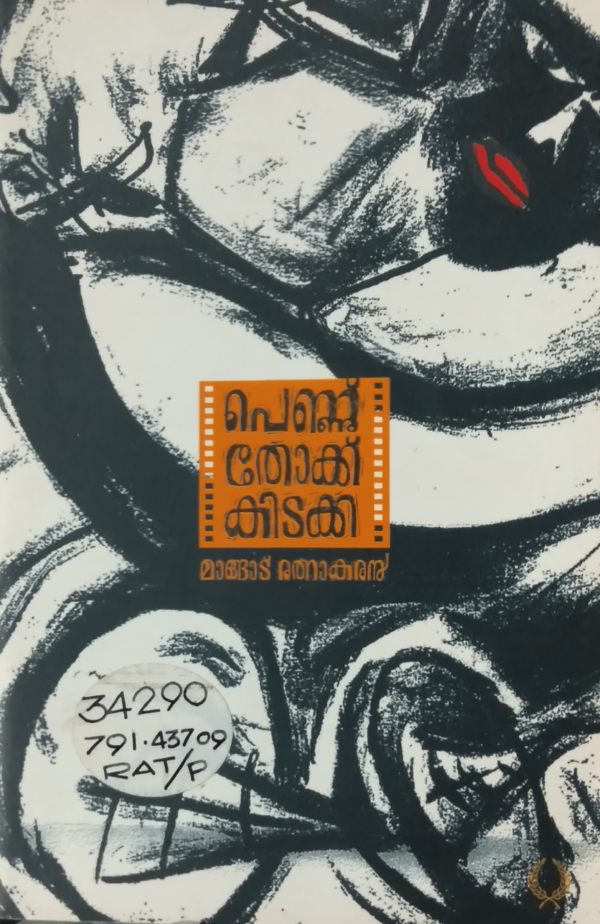 പെണ്ണ്
തോക്ക്
കിടക്ക
മാങ്ങോട് രത്നാകരൻ
34290
791.43709
RAT/P